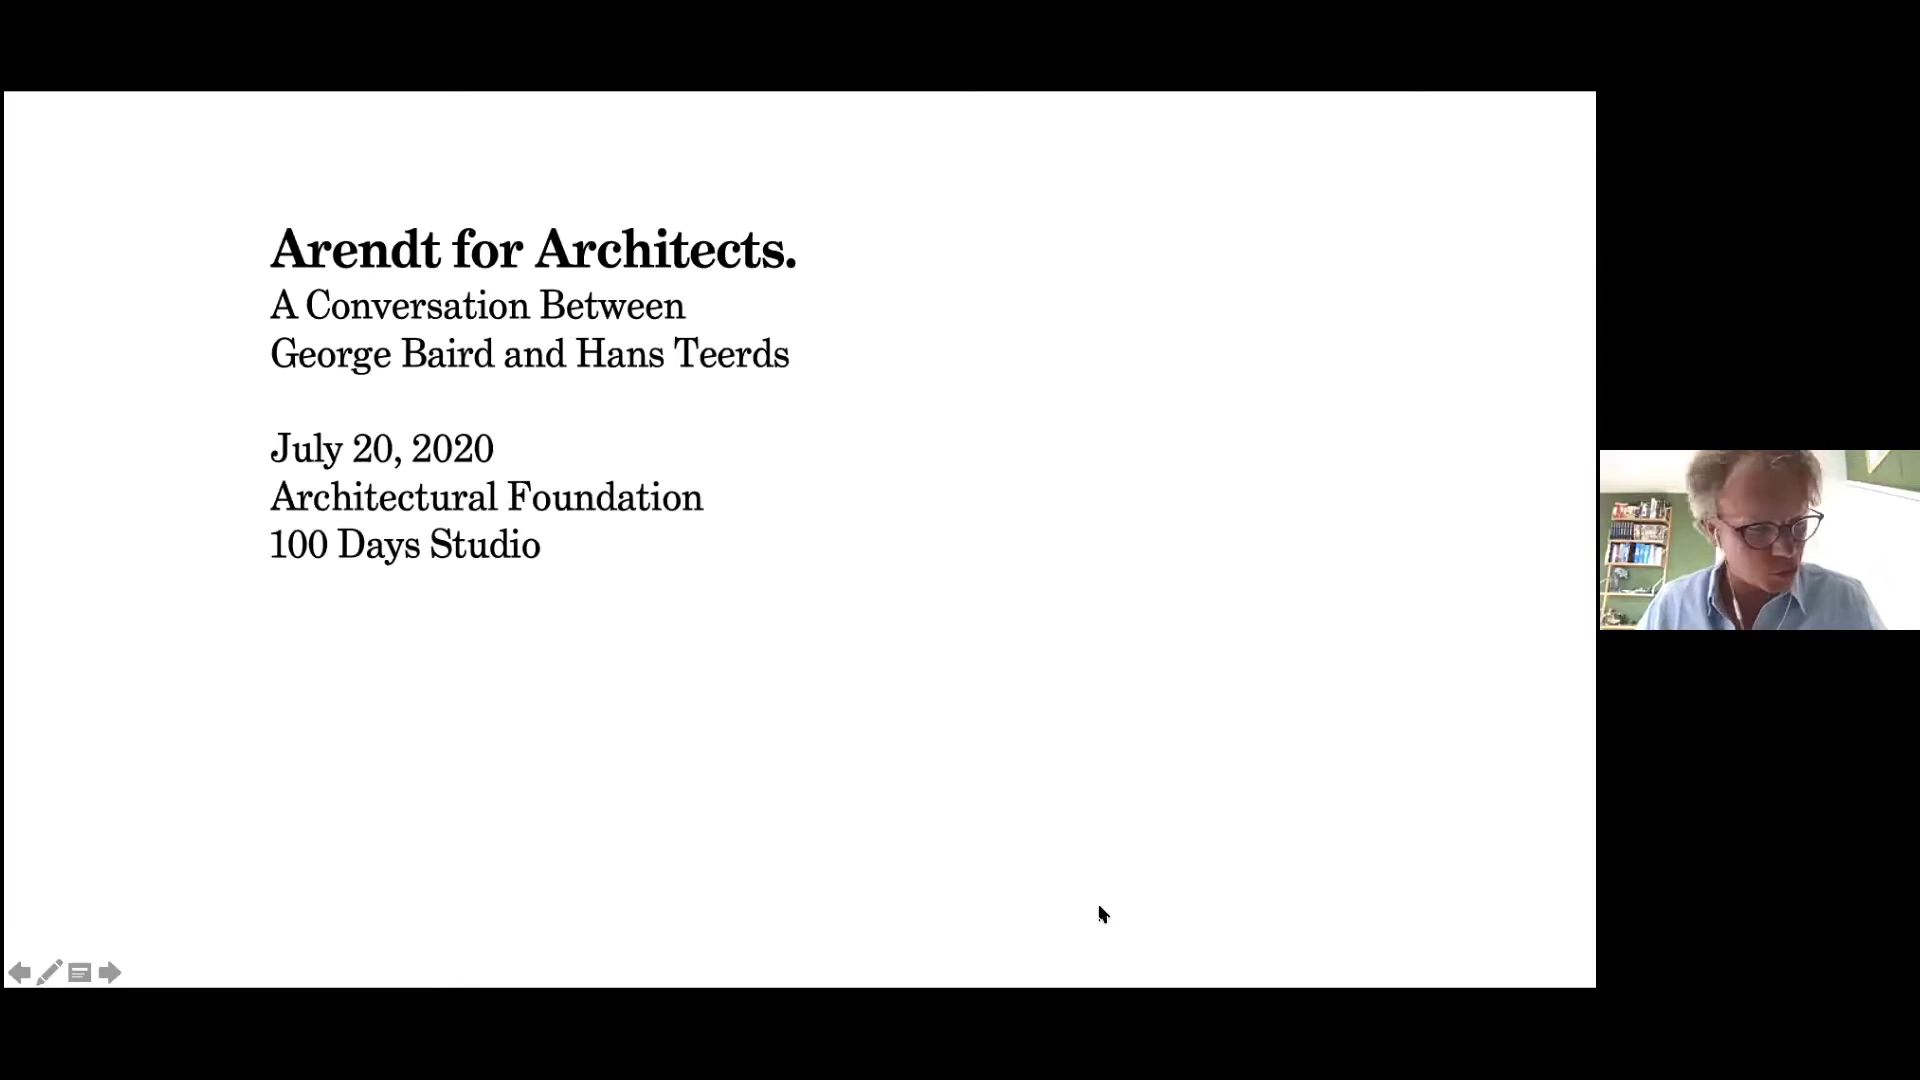 Arendt for Architects.
A Conversation Between
George Baird and Hans Teerds
July 20, 2020
Architectural Foundation
100 Days Studio